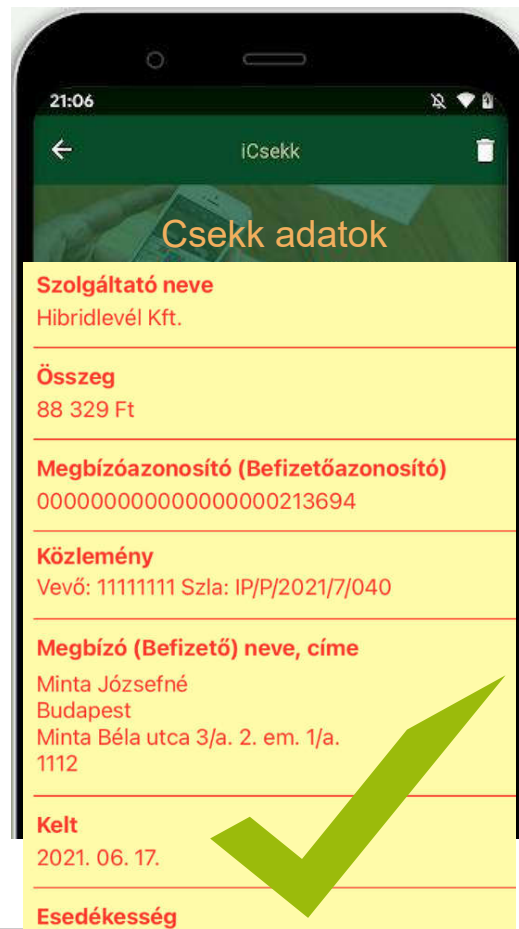 21:06
iCsekk
Csekk adatok
Szolgáltató neve
Hibridlevél Kft.
Összeg
88 329 Ft
Megbízóazonosító (Befizetőazonosító)
000000000000000000213694
Közlemény
Vevő: 11111111 Szla: IP/P/2021/7/040
Megbízó (Befizető) neve, címe
Minta Józsefné
Budapest
Minta Béla utca 3/a. 2. em. 1/a.
1112
Kelt
2021. 06. 17.
Esedékesség